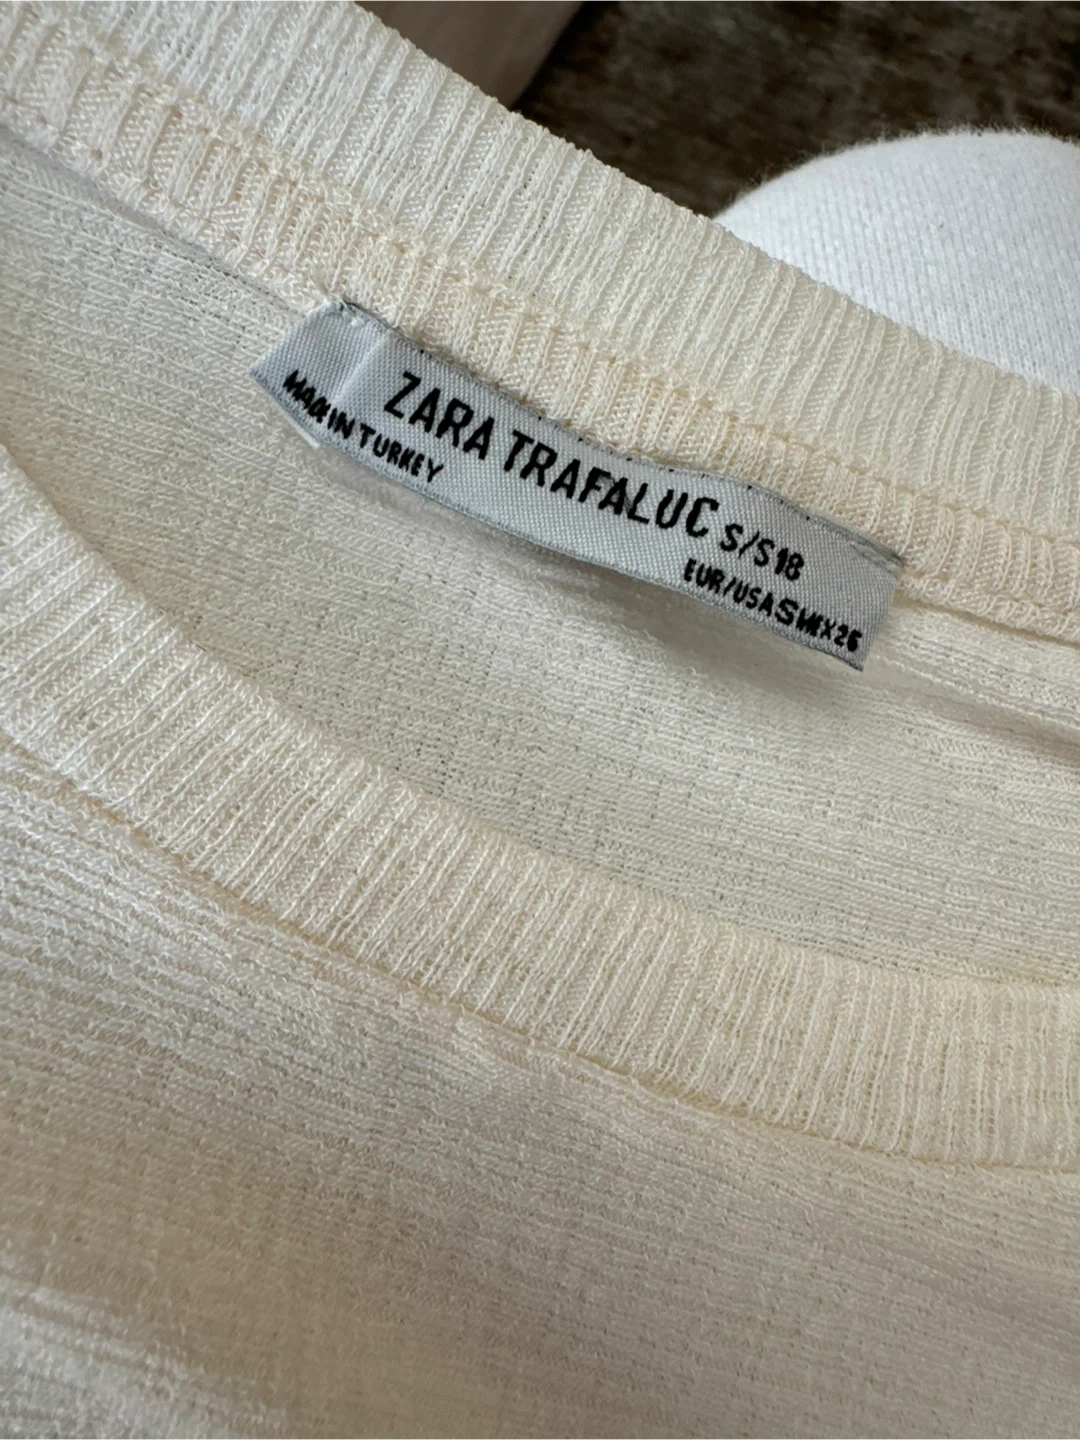 ZARA TRAFALUC S/S18
MADE IN TURKEY
EUR/USA S MEX 26